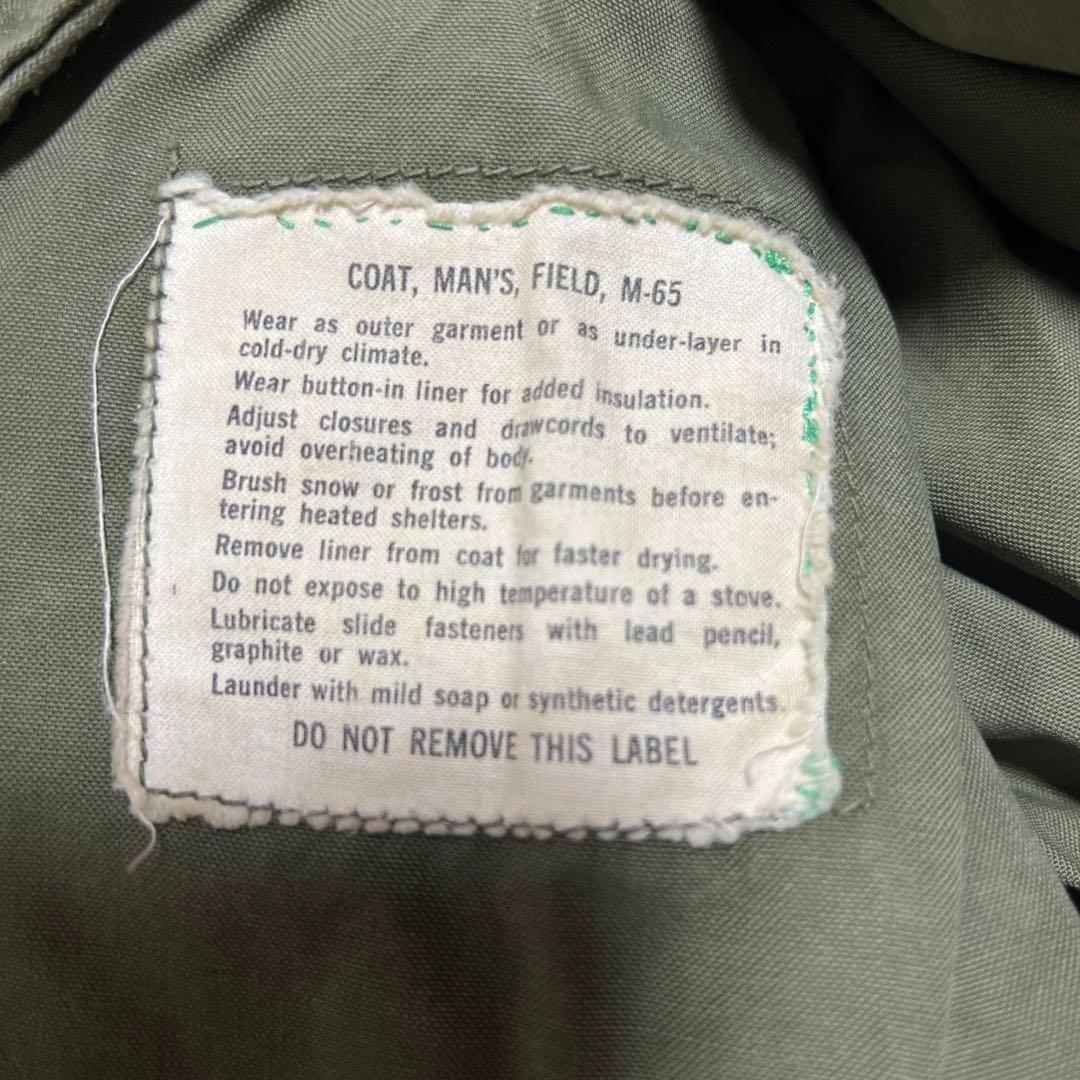 COAT, MAN'S, FIELD, M-65
Wear as outer garment or as under-layer in
cold-dry climate.
Wear button-in liner for added insulation.
Adjust closures and drawcords to ventilate;
avoid overheating of body.
Brush snow or frost from garments before en-
tering heated shelters.
Remove liner from coat for faster drying.
Do not expose to high temperature of a stove.
Lubricate slide fasteners with lead pencil,
graphite or wax.
Launder with mild soap or synthetic detergents.
DO NOT REMOVE THIS LABEL